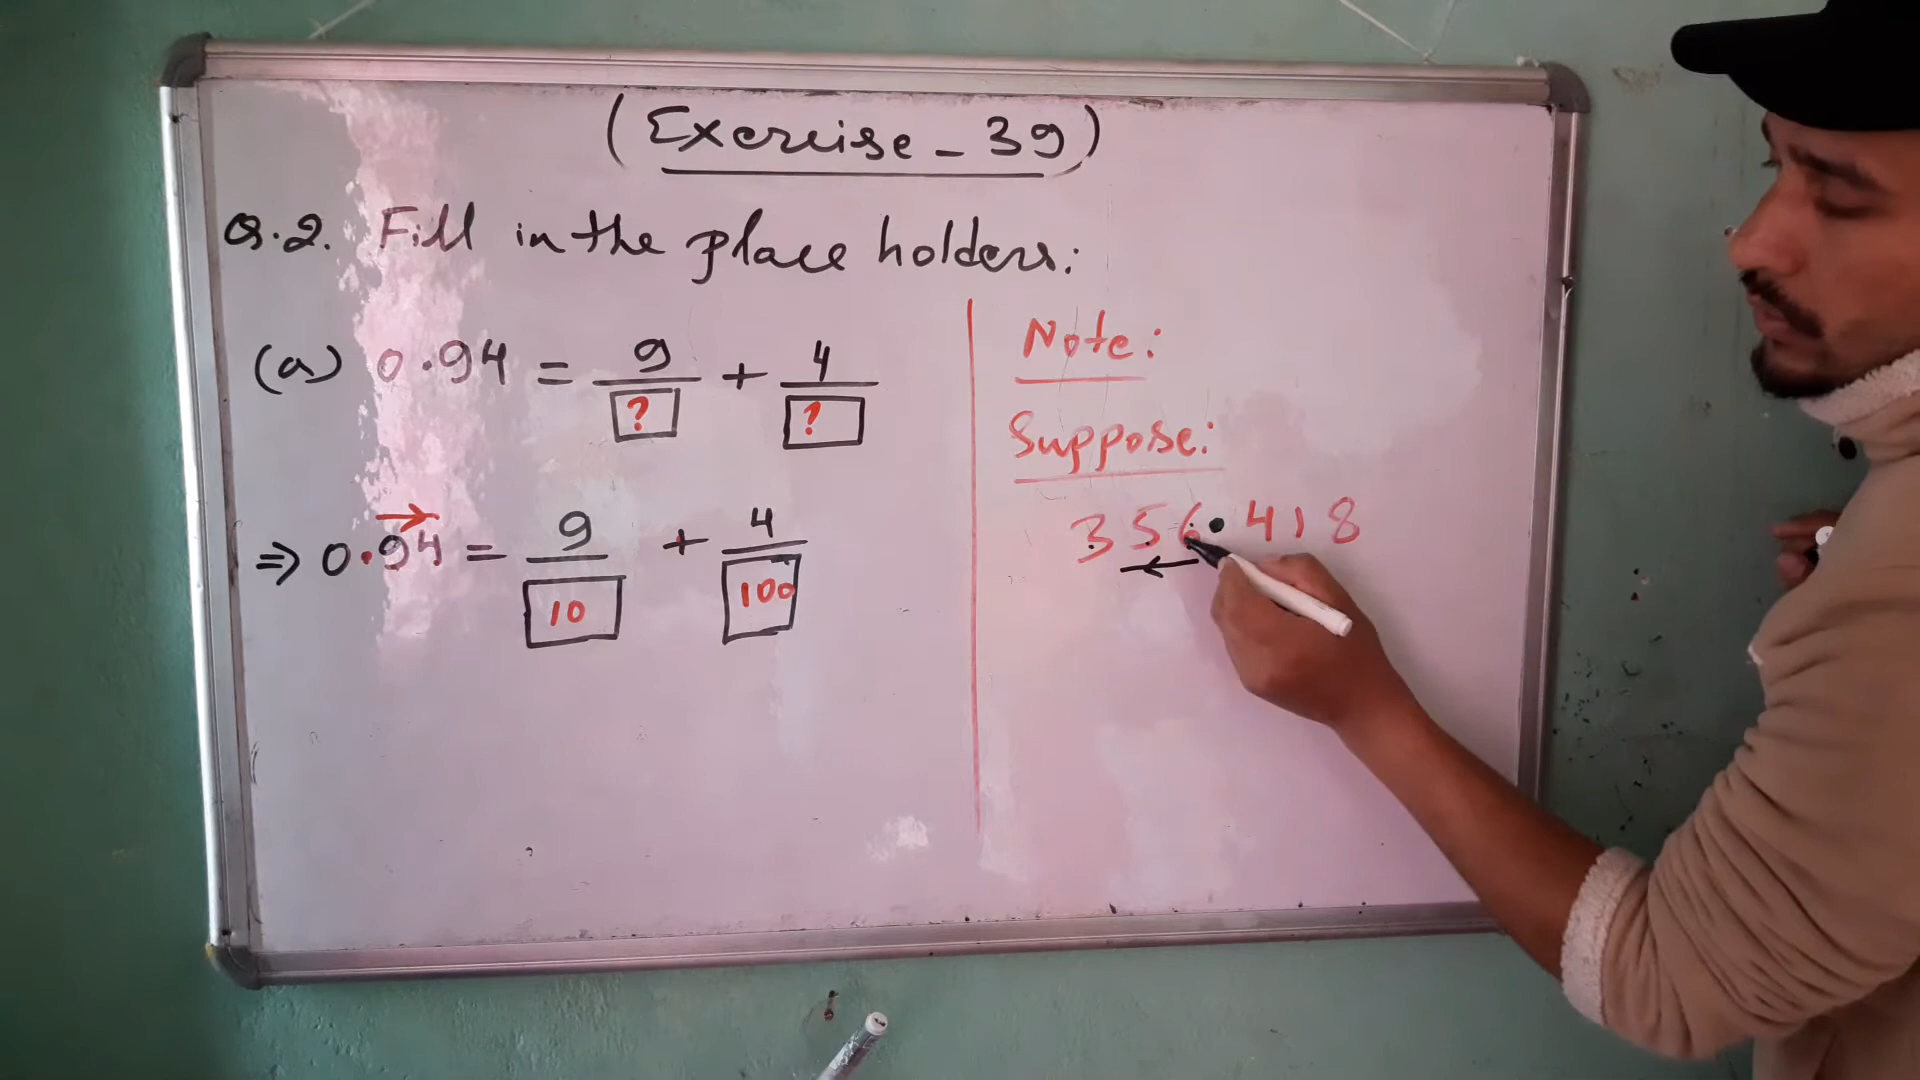 (Exercise - 39)
Q.2. Fill in the place holders:
(a) 0.94 = 9/? + 4/?
⇒ 0.94 = 9/10 + 4/100
Note:
Suppose:
356.418